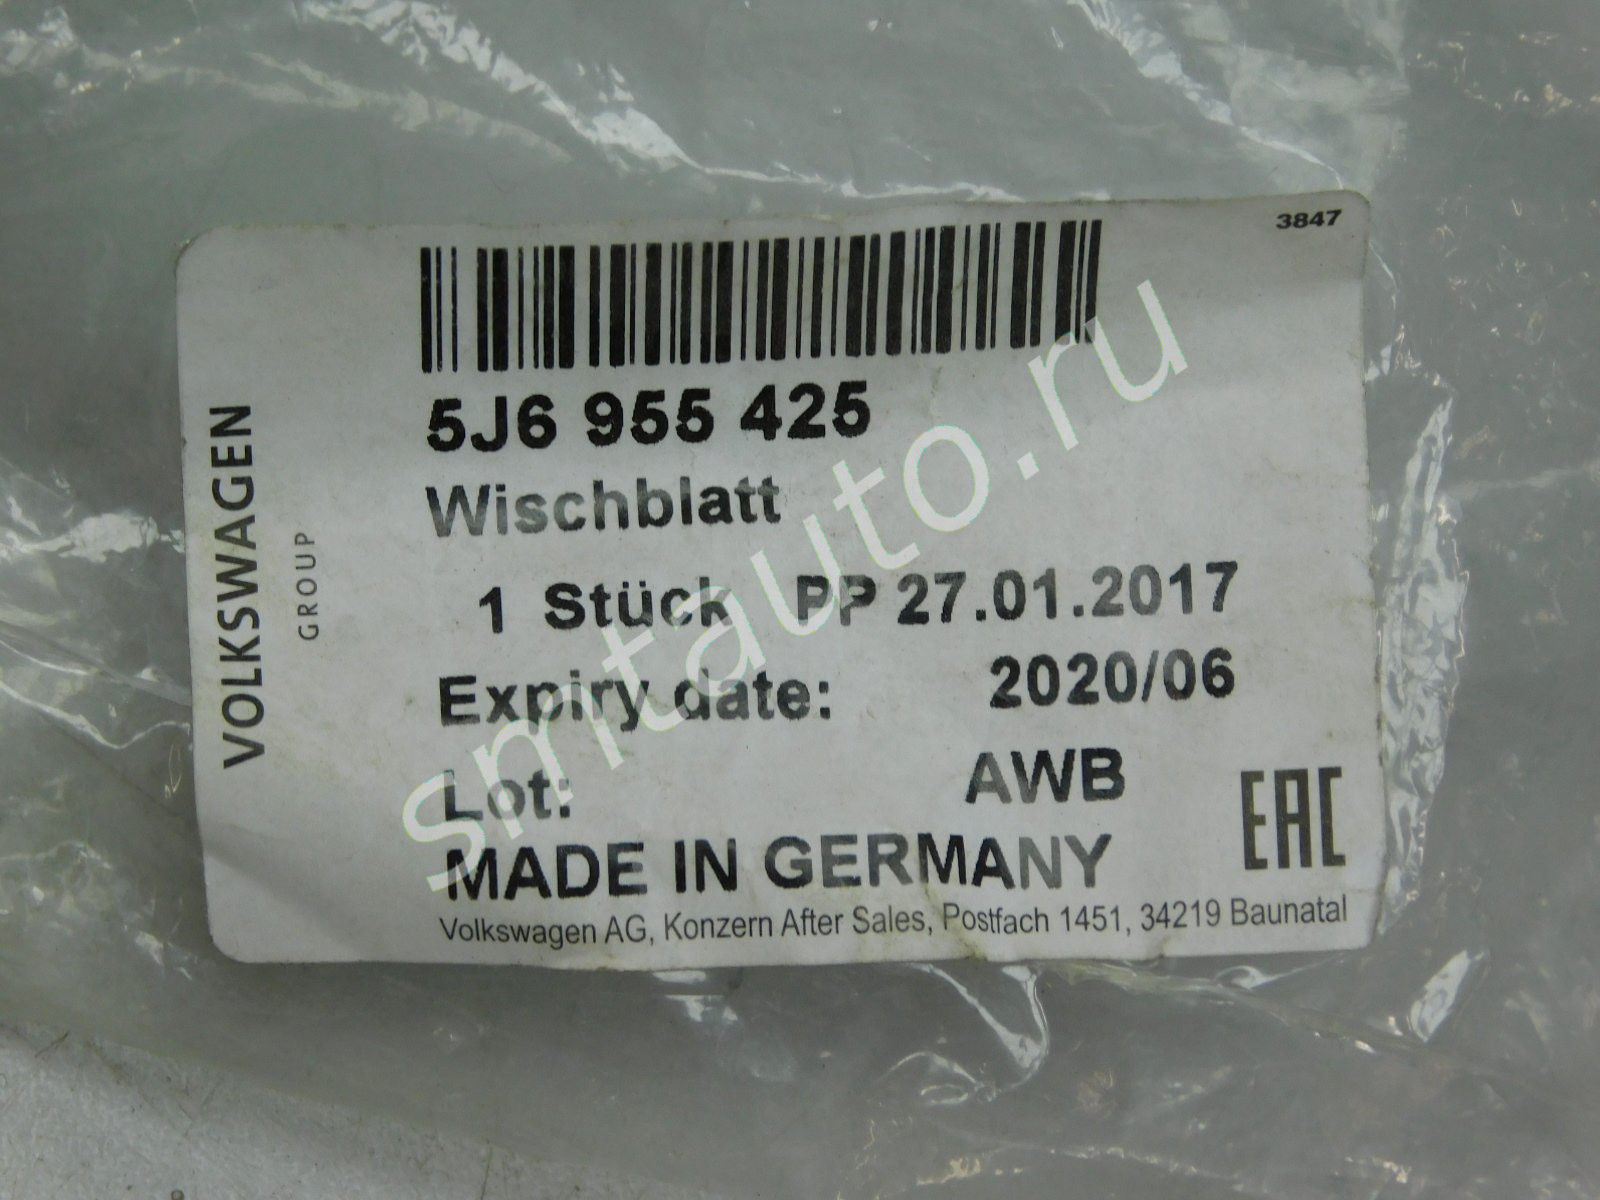 3847
VOLKSWAGEN
GROUP
5J6 955 425
Wischblatt
1 Stück PP 27.01.2017
Expiry date: 2020/06
Lot: AWB
MADE IN GERMANY
EAC
Volkswagen AG, Konzern After Sales, Postfach 1451, 34219 Baunatal
smtauto.ru